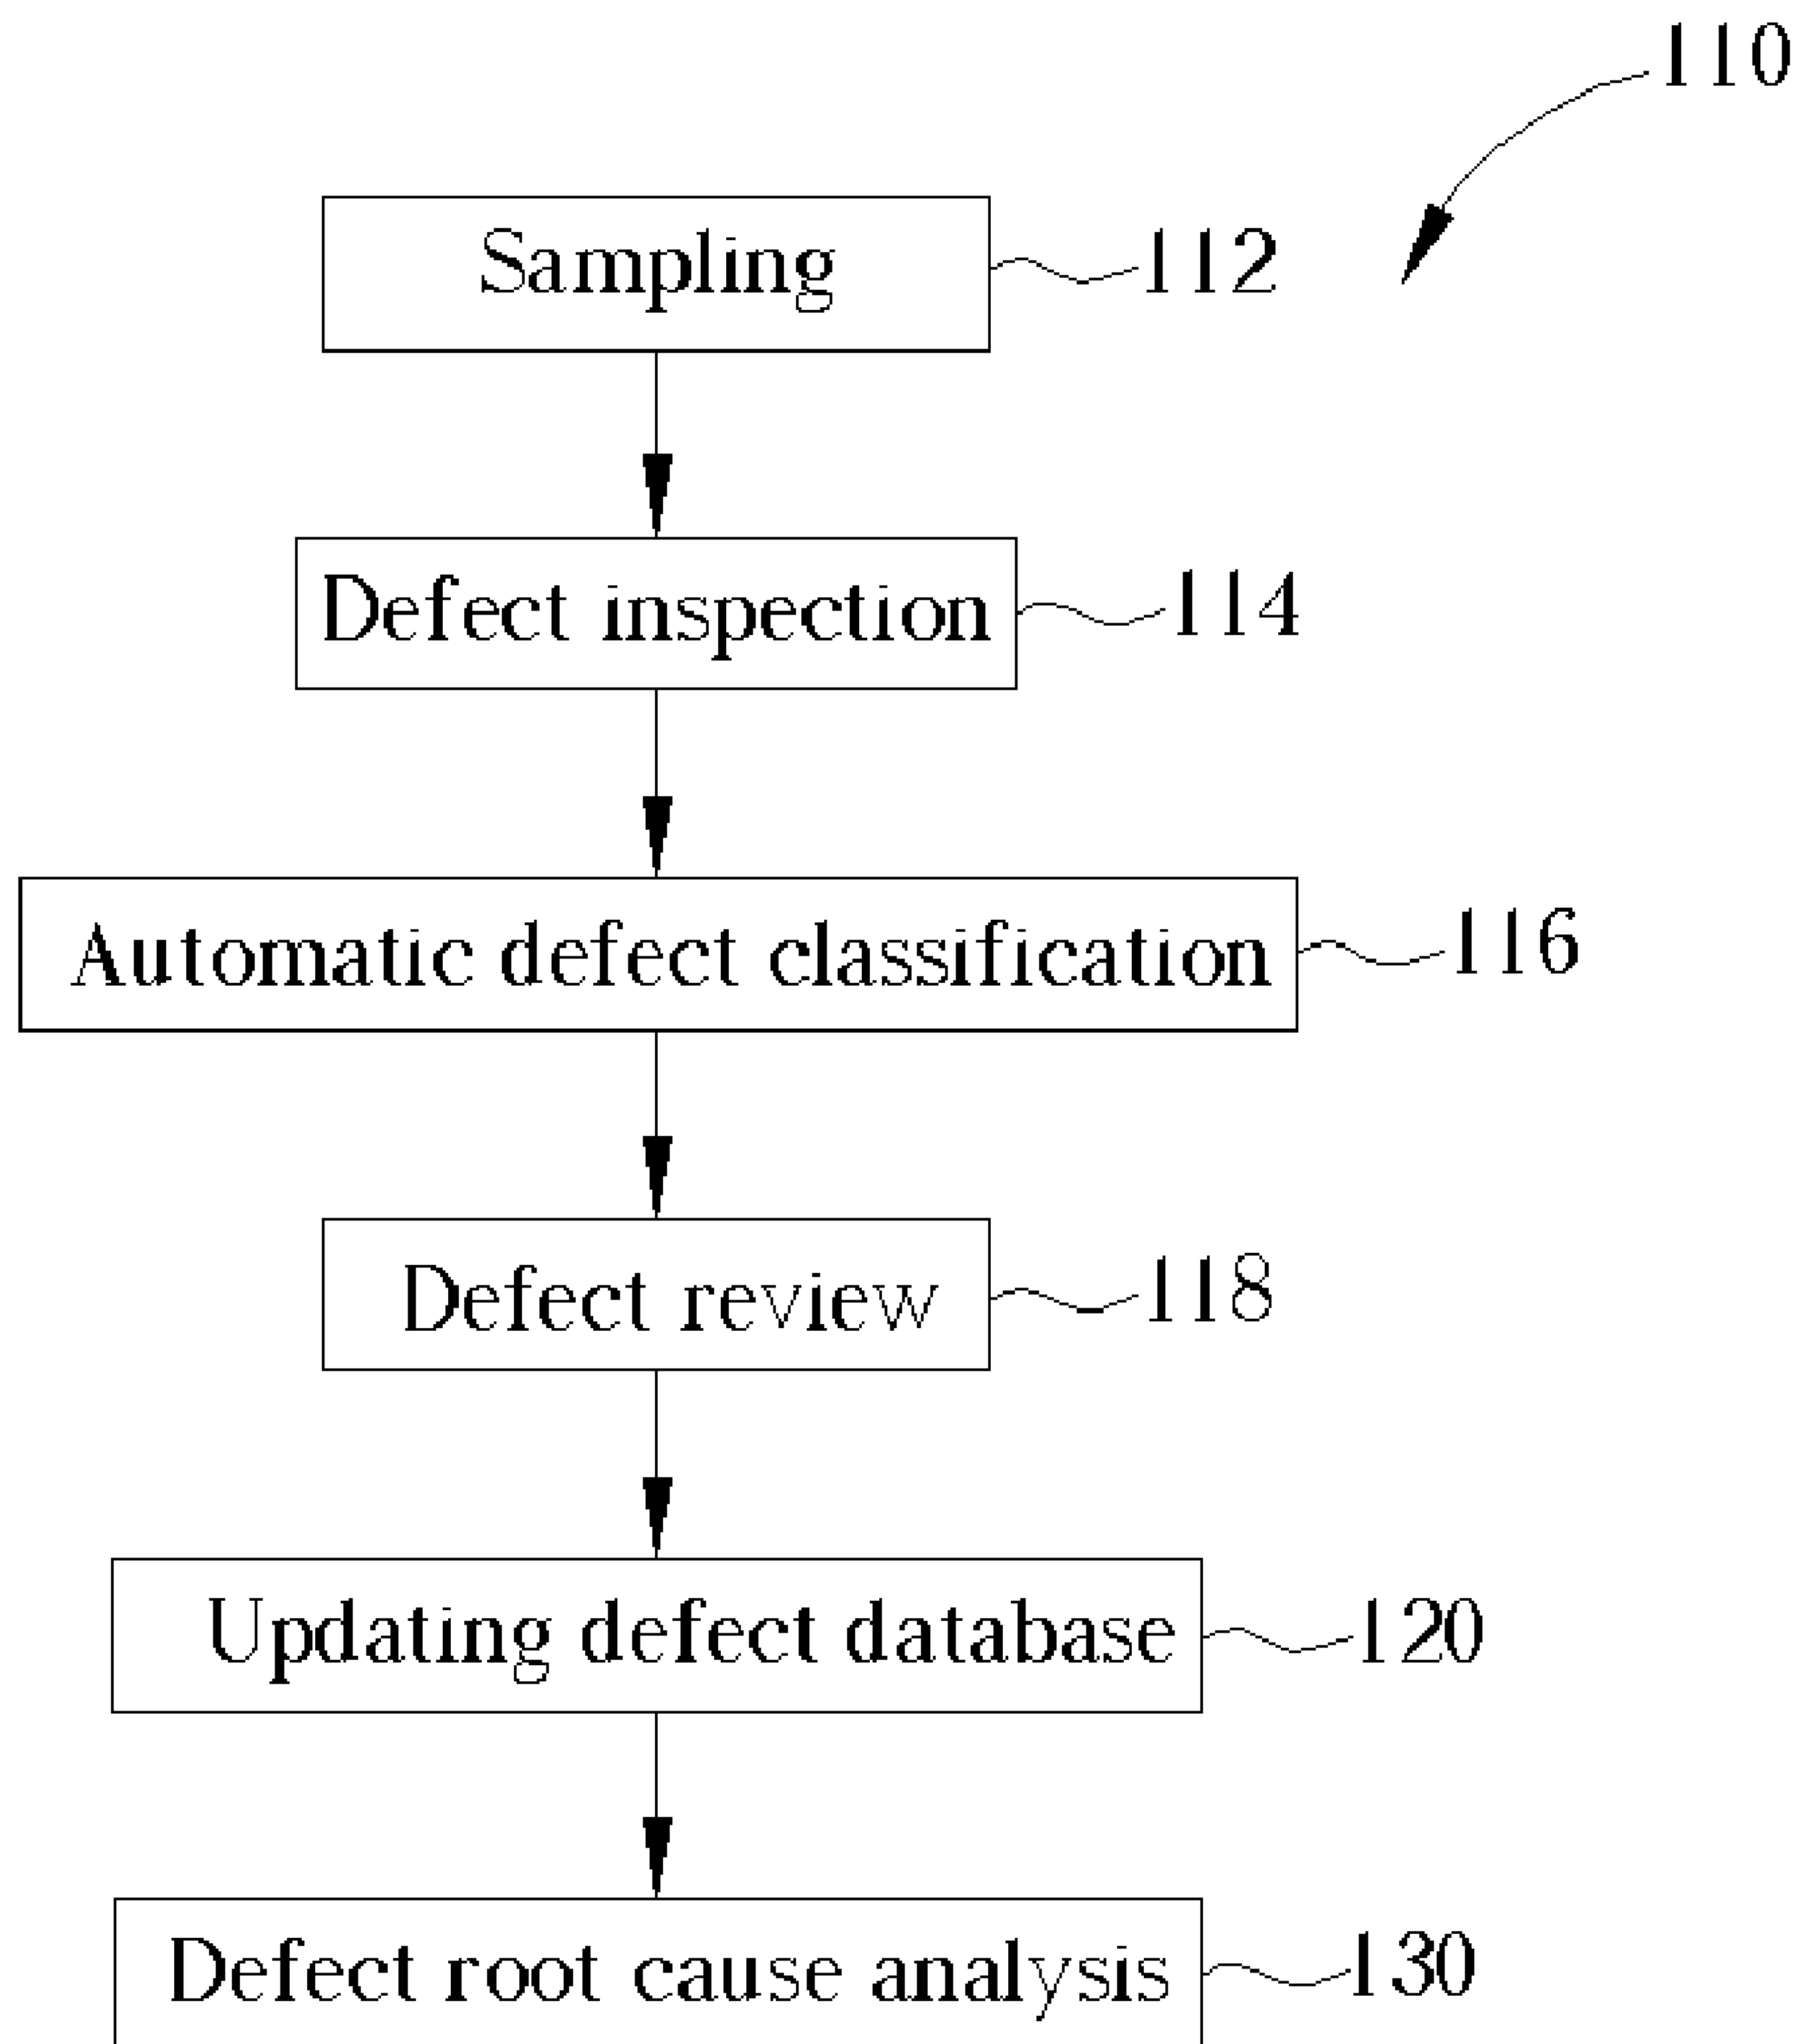 110
Sampling 112
Defect inspection 114
Automatic defect classification 116
Defect review 118
Updating defect database 120
Defect root cause analysis 130